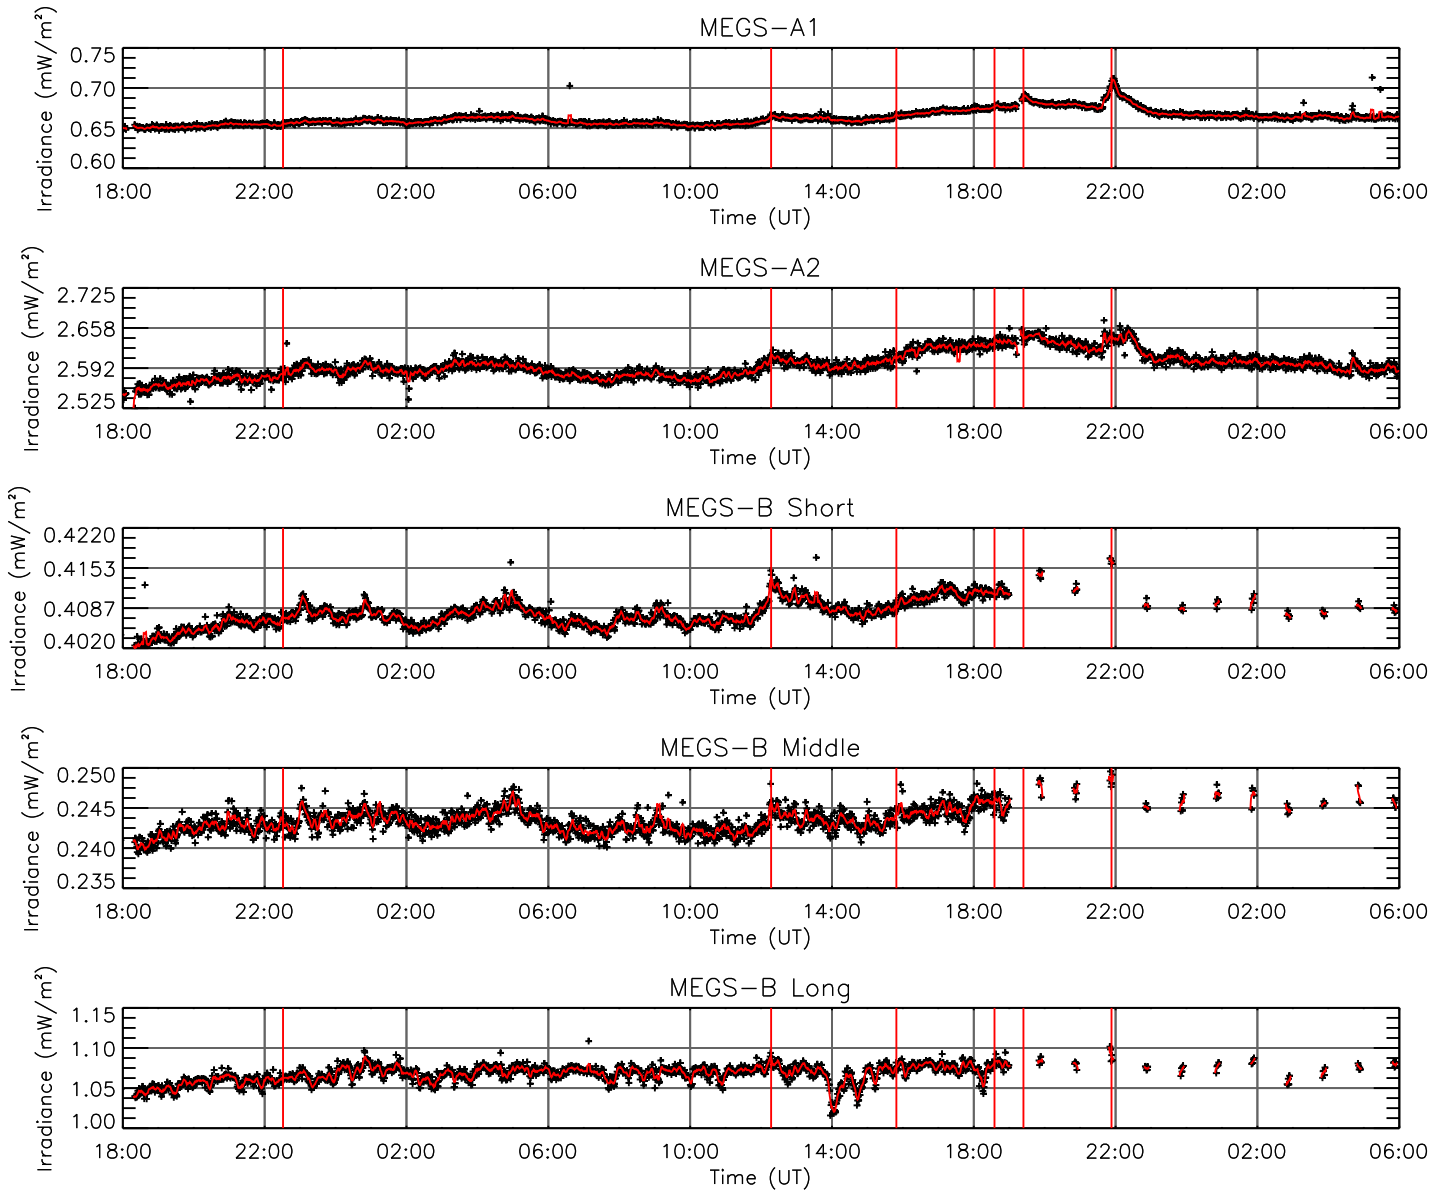 MEGS-A1
Irradiance (mW/m²)
0.75
0.70
0.65
0.60
18:00 22:00 02:00 06:00 10:00 14:00 18:00 22:00 02:00 06:00
Time (UT)
MEGS-A2
Irradiance (mW/m²)
2.725
2.658
2.592
2.525
18:00 22:00 02:00 06:00 10:00 14:00 18:00 22:00 02:00 06:00
Time (UT)
MEGS-B Short
Irradiance (mW/m²)
0.4220
0.4153
0.4087
0.4020
18:00 22:00 02:00 06:00 10:00 14:00 18:00 22:00 02:00 06:00
Time (UT)
MEGS-B Middle
Irradiance (mW/m²)
0.250
0.245
0.240
0.235
18:00 22:00 02:00 06:00 10:00 14:00 18:00 22:00 02:00 06:00
Time (UT)
MEGS-B Long
Irradiance (mW/m²)
1.15
1.10
1.05
1.00
18:00 22:00 02:00 06:00 10:00 14:00 18:00 22:00 02:00 06:00
Time (UT)